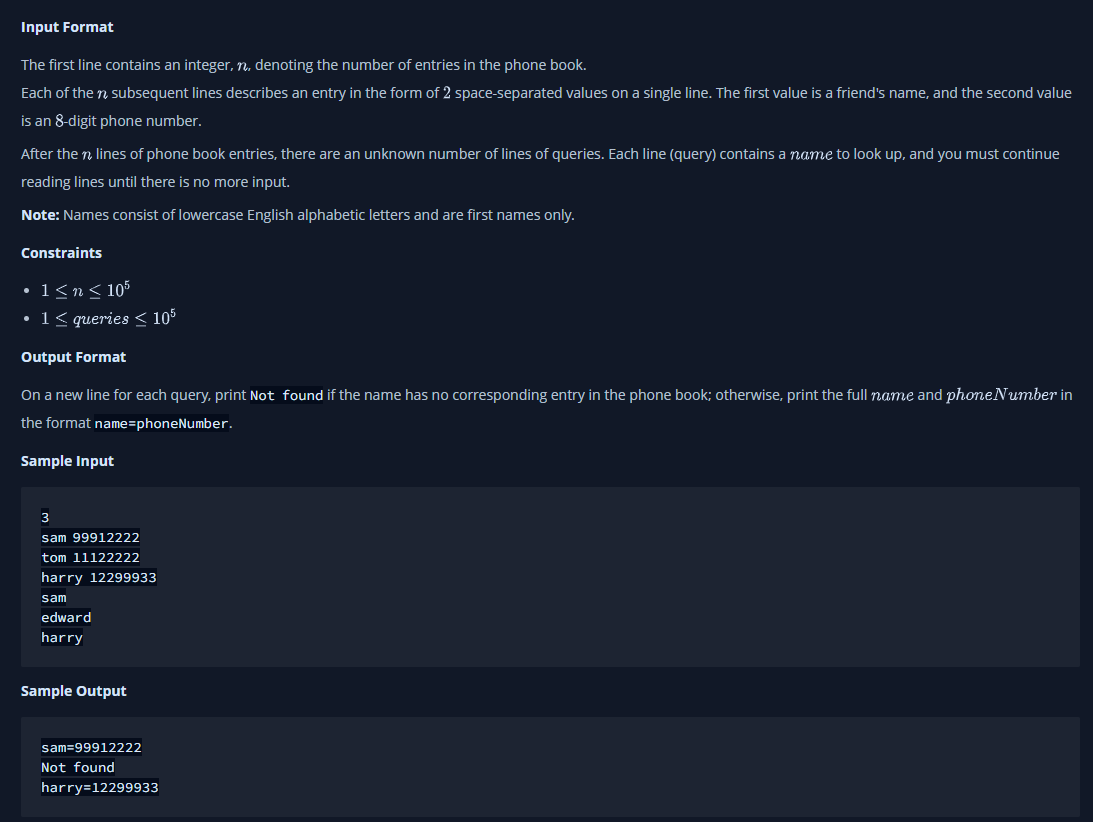 Input Format
The first line contains an integer, n, denoting the number of entries in the phone book.
Each of the n subsequent lines describes an entry in the form of 2 space-separated values on a single line. The first value is a friend's name, and the second value
is an 8-digit phone number.
After the n lines of phone book entries, there are an unknown number of lines of queries. Each line (query) contains a name to look up, and you must continue
reading lines until there is no more input.
Note: Names consist of lowercase English alphabetic letters and are first names only.
Constraints
• 1 ≤ n ≤ 10⁵
• 1 ≤ queries ≤ 10⁵
Output Format
On a new line for each query, print Not found if the name has no corresponding entry in the phone book; otherwise, print the full name and phoneNumber in
the format name=phoneNumber.
Sample Input
3
sam 99912222
tom 11122222
harry 12299933
sam
edward
harry
Sample Output
sam=99912222
Not found
harry=12299933